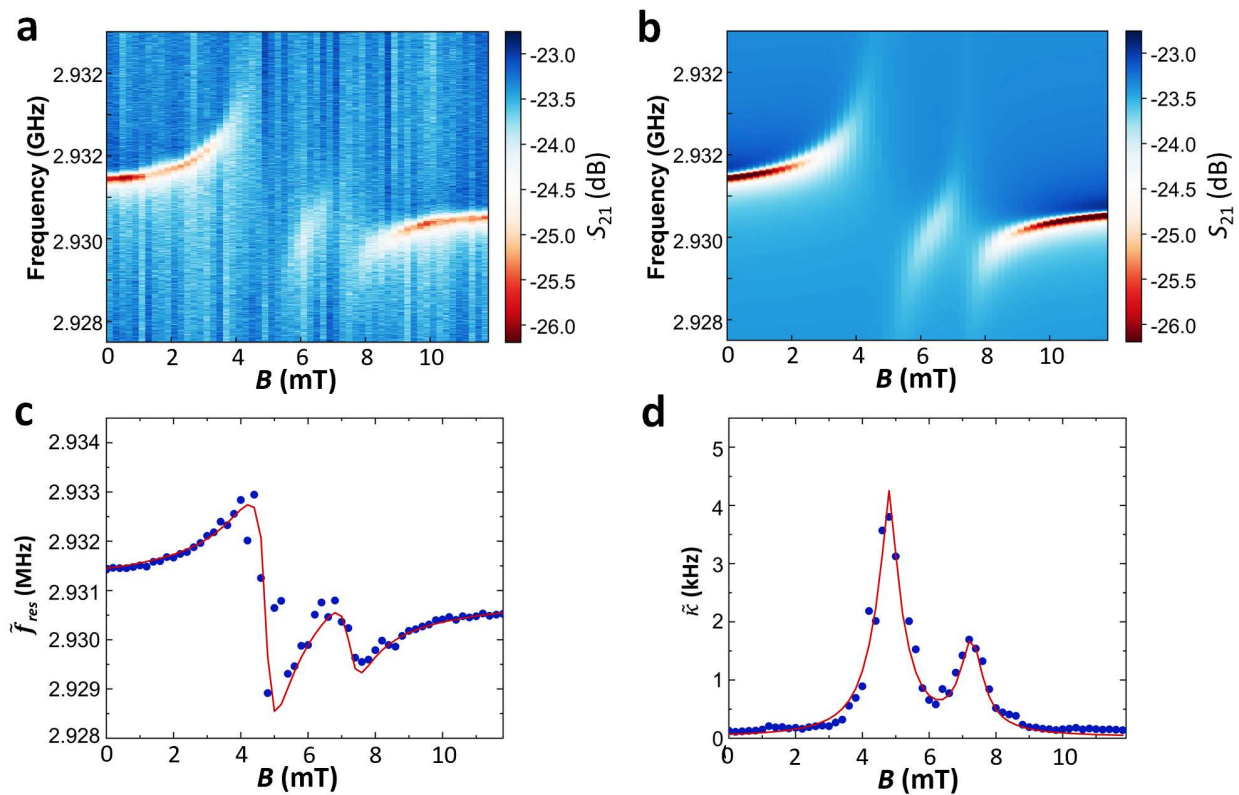 a
Frequency (GHz)
2.932
2.932
2.930
2.928
0 2 4 6 8 10
B (mT)
-23.0
-23.5
-24.0
-24.5
-25.0
-25.5
-26.0
S21 (dB)
b
Frequency (GHz)
2.932
2.932
2.930
2.928
0 2 4 6 8 10
B (mT)
-23.0
-23.5
-24.0
-24.5
-25.0
-25.5
-26.0
S21 (dB)
c
f̃res (MHz)
2.934
2.933
2.932
2.931
2.930
2.929
2.928
0 2 4 6 8 10
B (mT)
d
κ̃ (kHz)
5
4
3
2
1
0
0 2 4 6 8 10
B (mT)